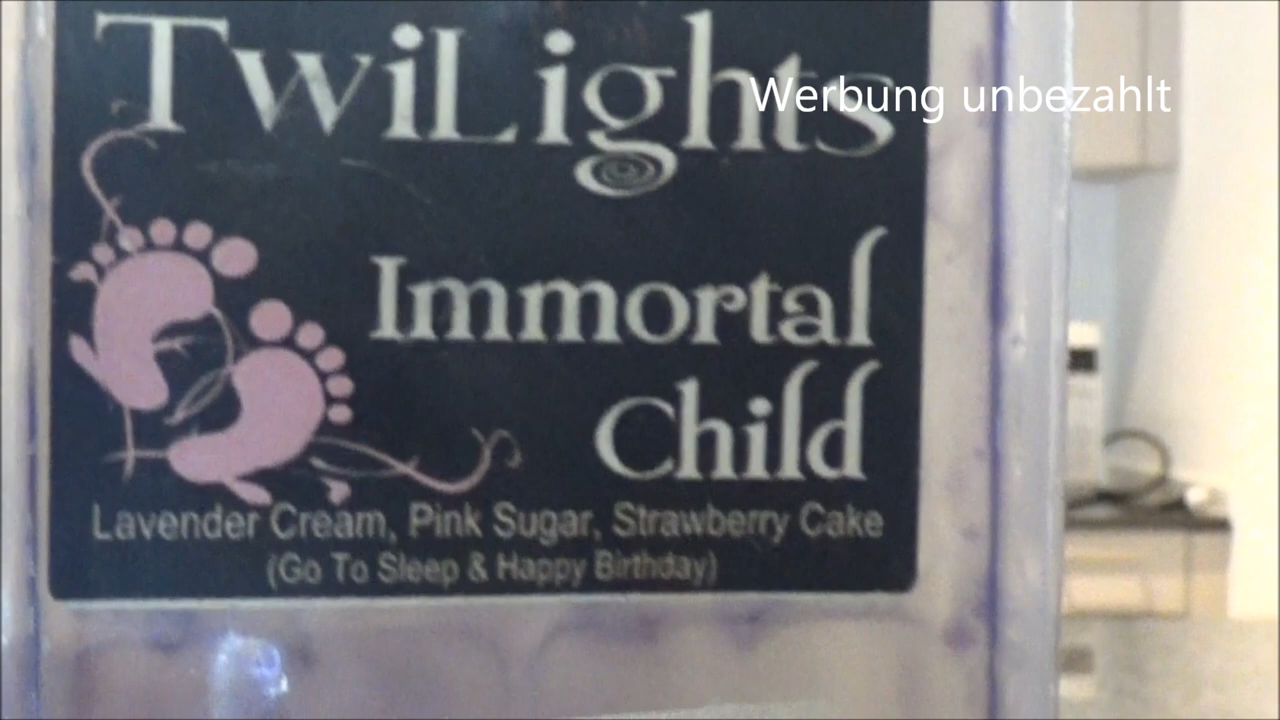 TwiLights
Werbung unbezahlt
Immortal
Child
Lavender Cream, Pink Sugar, Strawberry Cake
(Go To Sleep & Happy Birthday)